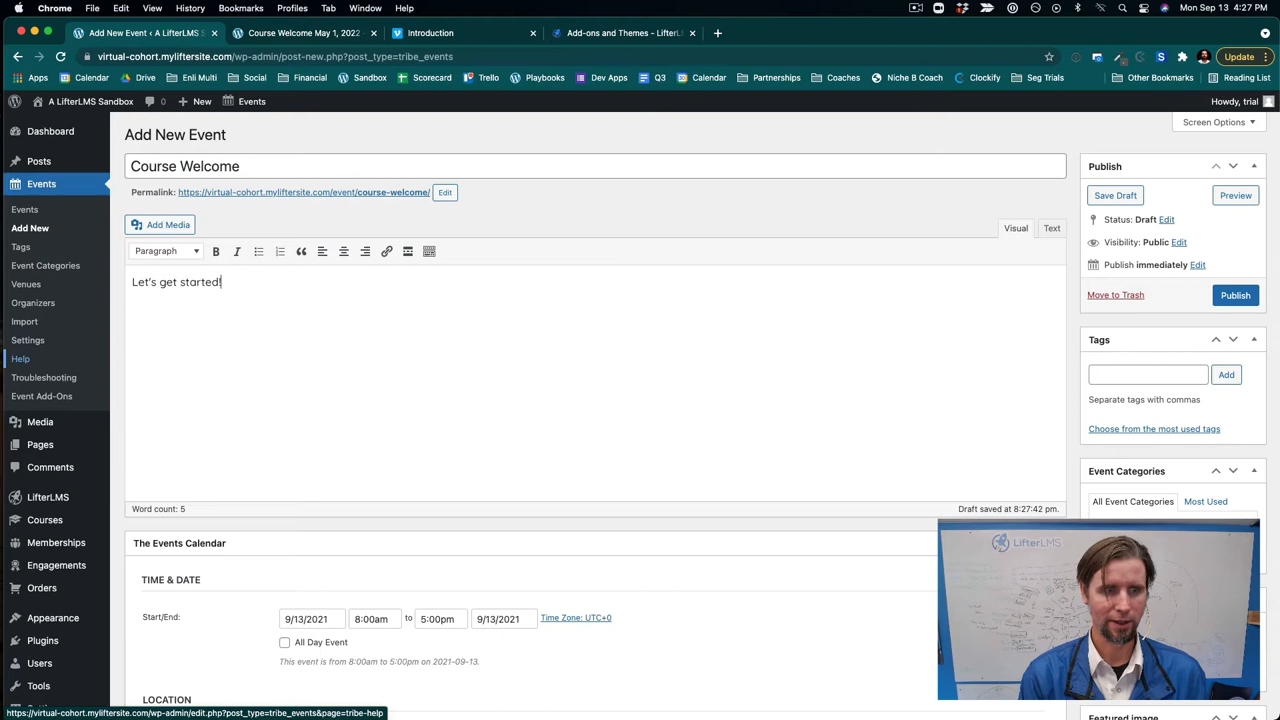 Chrome File Edit View History Bookmarks Profiles Tab Window Help Mon Sep 13 4:27 PM
Add New Event ‹ A LifterLMS S Course Welcome May 1, 2022 - Introduction Add-ons and Themes - LifterL
virtual-cohort.myliftersite.com/wp-admin/post-new.php?post_type=tribe_events Update
Apps Calendar Drive Enli Multi Social Financial Sandbox Scorecard Trello Playbooks Dev Apps Q3 Calendar Partnerships Coaches Niche B Coach Clockify Seg Trials Other Bookmarks Reading List
A LifterLMS Sandbox 0 New Events Howdy, trial
Screen Options
Dashboard
Posts
Events
Events
Add New
Tags
Event Categories
Venues
Organizers
Import
Settings
Help
Troubleshooting
Event Add-Ons
Media
Pages
Comments
LifterLMS
Courses
Memberships
Engagements
Orders
Appearance
Plugins
Users
Tools
Add New Event
Course Welcome
Permalink: https://virtual-cohort.myliftersite.com/event/course-welcome/ Edit
Add Media
Visual Text
Paragraph B I
Let's get started!
Word count: 5 Draft saved at 8:27:42 pm.
The Events Calendar
TIME & DATE
Start/End: 9/13/2021 8:00am to 5:00pm 9/13/2021 Time Zone: UTC+0
All Day Event
This event is from 8:00am to 5:00pm on 2021-09-13.
LOCATION
Publish
Save Draft Preview
Status: Draft Edit
Visibility: Public Edit
Publish immediately Edit
Move to Trash Publish
Tags
Add
Separate tags with commas
Choose from the most used tags
Event Categories
All Event Categories Most Used
LifterLMS
Featured image
https://virtual-cohort.myliftersite.com/wp-admin/edit.php?post_type=tribe_events&page=tribe-help